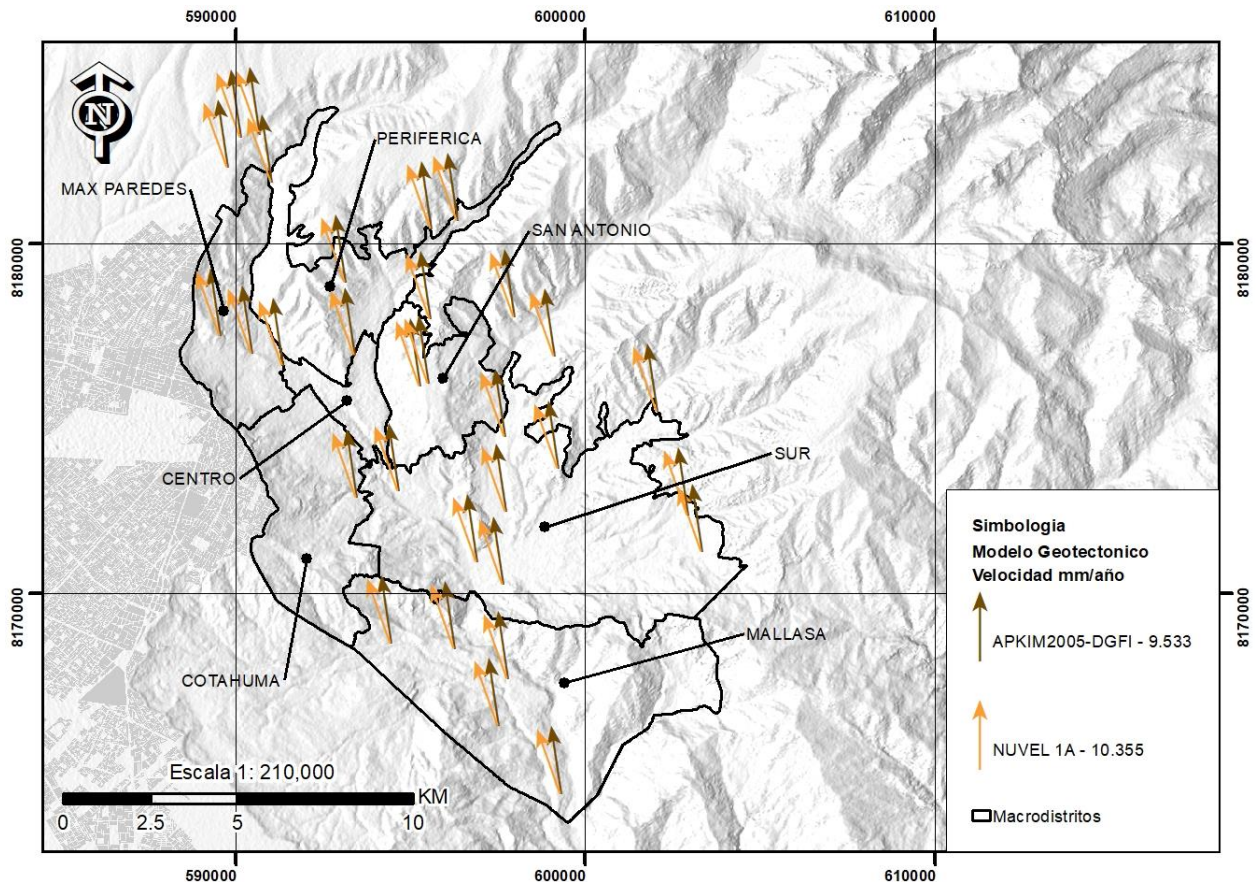 590000
600000
610000
N
PERIFERICA
MAX PAREDES
SAN ANTONIO
8180000
8180000
CENTRO
SUR
Simbologia
Modelo Geotectonico
Velocidad mm/año
8170000
8170000
APKIM2005-DGFI - 9.533
MALLASA
COTAHUMA
NUVEL 1A - 10.355
Escala 1: 210,000
KM
Macrodistritos
0 2.5 5 10
590000
600000
610000